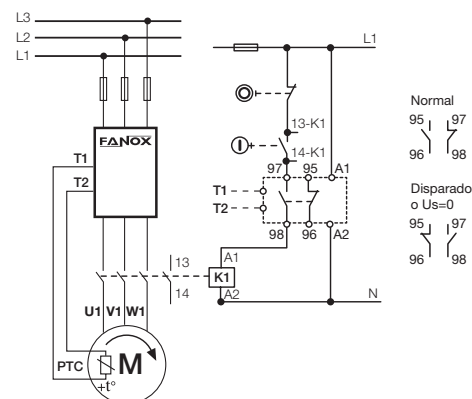 L3
L2
L1
L1
FANOX
T1
T2
13-K1
14-K1
97 95 A1
T1
T2
98 96 A2
13
14
A1
K1
A2
N
U1 V1 W1
PTC
M
+t°
Normal
95 97
96 98
Disparado
o Us=0
95 97
96 98